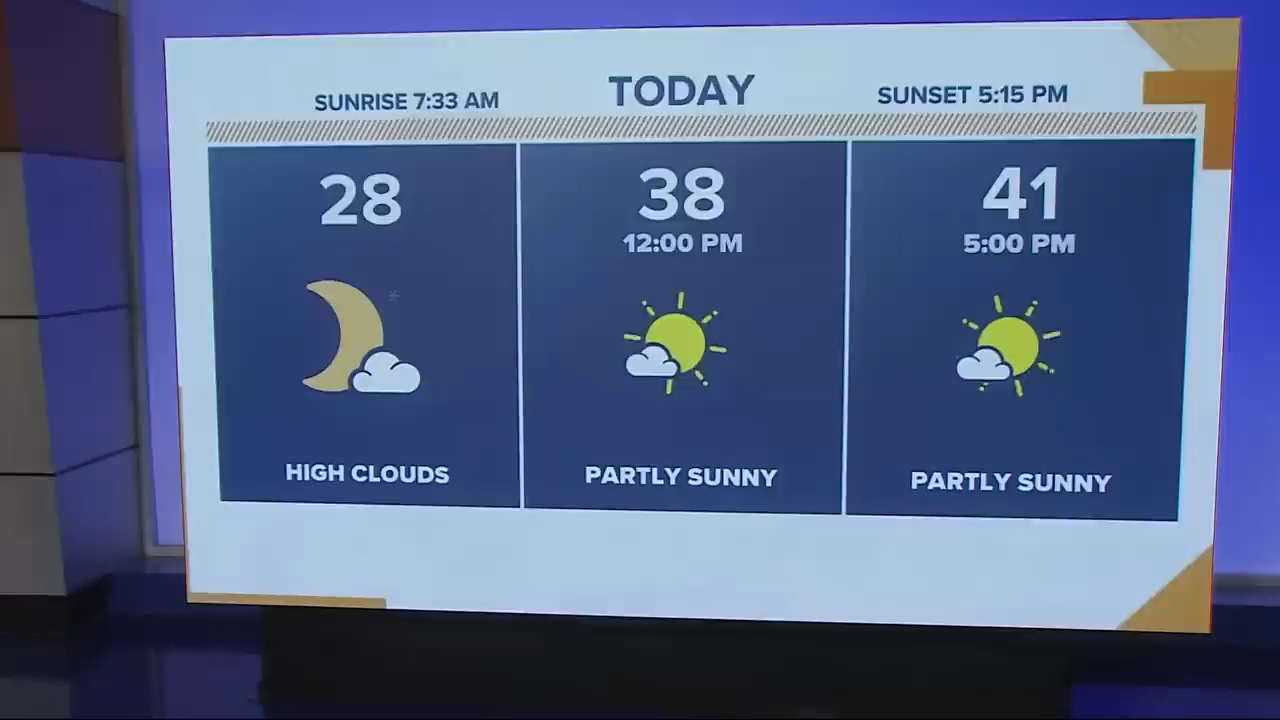 TODAY
SUNRISE 7:33 AM
SUNSET 5:15 PM
28
HIGH CLOUDS
38
12:00 PM
PARTLY SUNNY
41
5:00 PM
PARTLY SUNNY